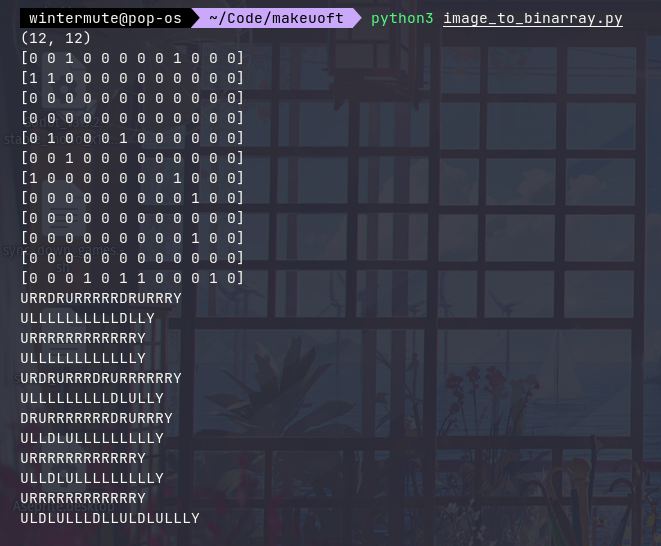 wintermute@pop-os ~/Code/makeuoft python3 image_to_binarray.py
(12, 12)
[0 0 1 0 0 0 0 0 1 0 0 0]
[1 1 0 0 0 0 0 0 0 0 0 0]
[0 0 0 0 0 0 0 0 0 0 0 0]
[0 0 0 0 0 0 0 0 0 0 0 0]
[0 1 0 0 0 1 0 0 0 0 0 0]
[0 0 1 0 0 0 0 0 0 0 0 0]
[1 0 0 0 0 0 0 0 1 0 0 0]
[0 0 0 0 0 0 0 0 0 1 0 0]
[0 0 0 0 0 0 0 0 0 0 0 0]
[0 0 0 0 0 0 0 0 0 1 0 0]
[0 0 0 0 0 0 0 0 0 0 0 0]
[0 0 0 1 0 1 1 0 0 0 1 0]
URRDRURRRRRRDRURRRY
ULLLLLLLLLLDLLY
URRRRRRRRRRRRY
ULLLLLLLLLLLLY
URDRURRRDRURRRRRRY
ULLLLLLLLLDLULLY
DRURRRRRRRDRURRRY
ULLDLULLLLLLLLLY
URRRRRRRRRRRRY
ULLDLULLLLLLLLLY
URRRRRRRRRRRRY
ULDLULLLDLLULDLULLLY